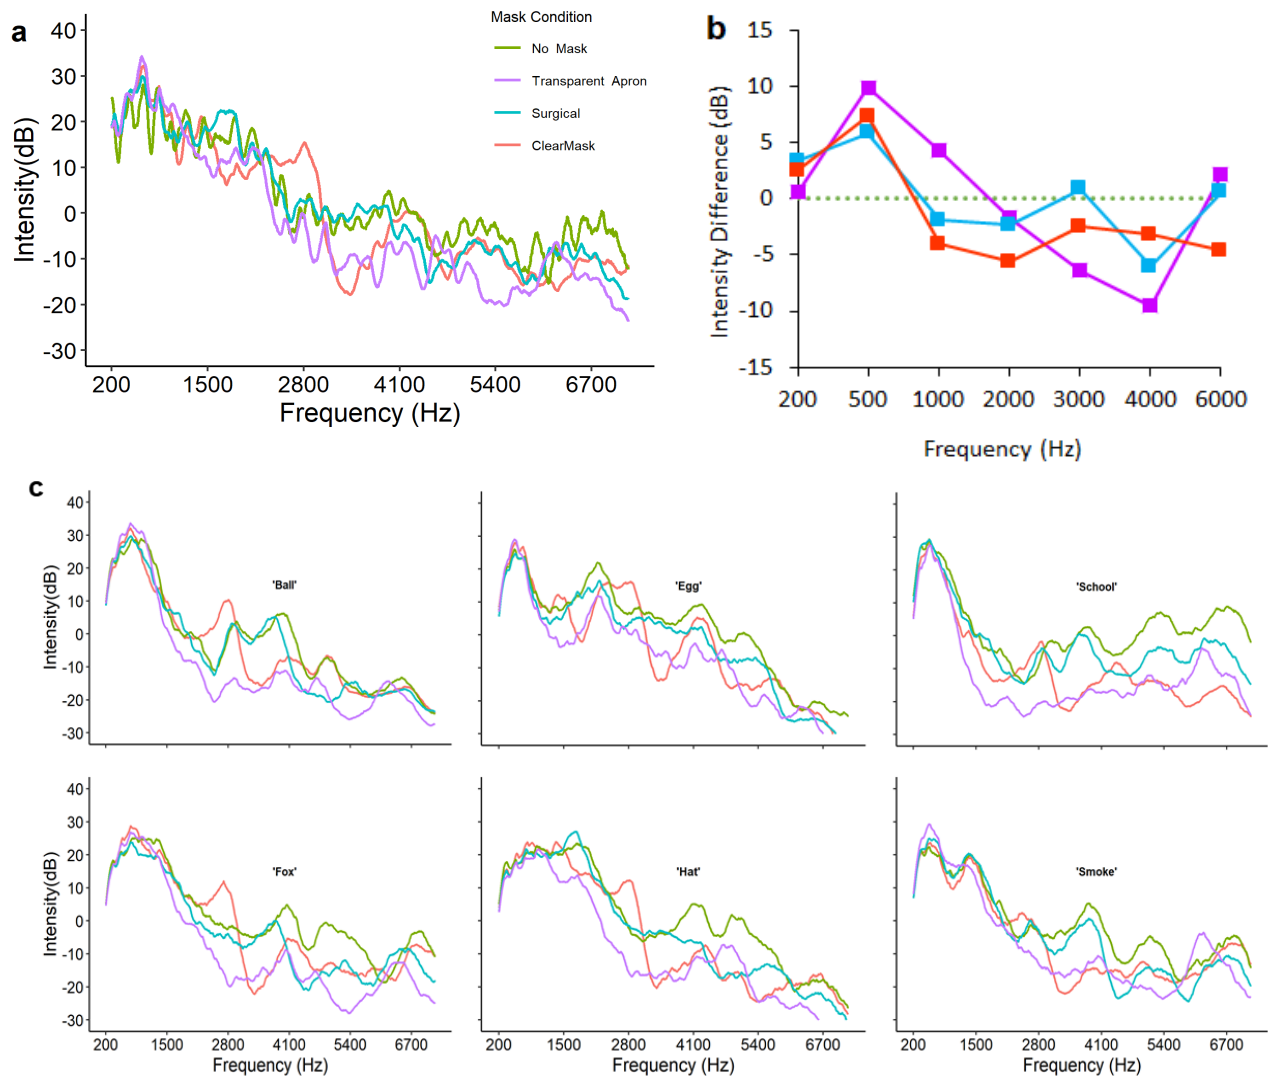 a
Mask Condition
No Mask
Transparent Apron
Surgical
ClearMask
40
30
20
10
0
-10
-20
-30
Intensity(dB)
200 1500 2800 4100 5400 6700
Frequency (Hz)
b
15
10
5
0
-5
-10
-15
Intensity Difference (dB)
200 500 1000 2000 3000 4000 6000
Frequency (Hz)
c
40
30
20
10
0
-10
-20
-30
Intensity(dB)
'Ball'
'Egg'
'School'
40
30
20
10
0
-10
-20
-30
Intensity(dB)
'Fox'
'Hat'
'Smoke'
200 1500 2800 4100 5400 6700
Frequency (Hz)
200 1500 2800 4100 5400 6700
Frequency (Hz)
200 1500 2800 4100 5400 6700
Frequency (Hz)